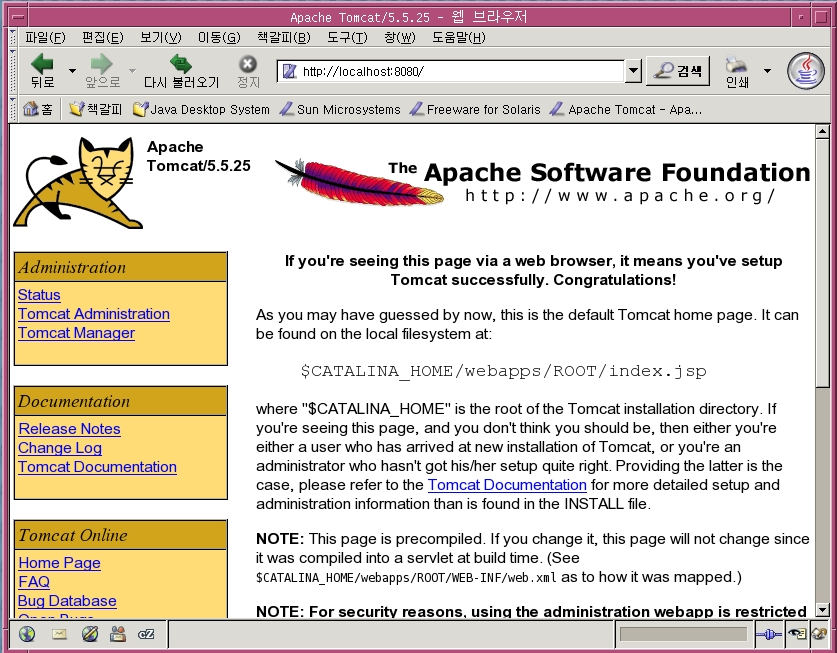 Apache Tomcat/5.5.25 - 웹 브라우저
파일(F) 편집(E) 보기(V) 이동(G) 책갈피(B) 도구(T) 창(W) 도움말(H)
뒤로 앞으로 다시 불러오기 정지 http://localhost:8080/ 검색 인쇄
홈 책갈피 Java Desktop System Sun Microsystems Freeware for Solaris Apache Tomcat - Apa...
Apache
Tomcat/5.5.25
The Apache Software Foundation
http://www.apache.org/
Administration
Status
Tomcat Administration
Tomcat Manager
Documentation
Release Notes
Change Log
Tomcat Documentation
Tomcat Online
Home Page
FAQ
Bug Database
Open Bugs
If you're seeing this page via a web browser, it means you've setup
Tomcat successfully. Congratulations!
As you may have guessed by now, this is the default Tomcat home page. It can
be found on the local filesystem at:
$CATALINA_HOME/webapps/ROOT/index.jsp
where "$CATALINA_HOME" is the root of the Tomcat installation directory. If
you're seeing this page, and you don't think you should be, then either you're
either a user who has arrived at new installation of Tomcat, or you're an
administrator who hasn't got his/her setup quite right. Providing the latter is the
case, please refer to the Tomcat Documentation for more detailed setup and
administration information than is found in the INSTALL file.
NOTE: This page is precompiled. If you change it, this page will not change since
it was compiled into a servlet at build time. (See
$CATALINA_HOME/webapps/ROOT/WEB-INF/web.xml as to how it was mapped.)
NOTE: For security reasons, using the administration webapp is restricted